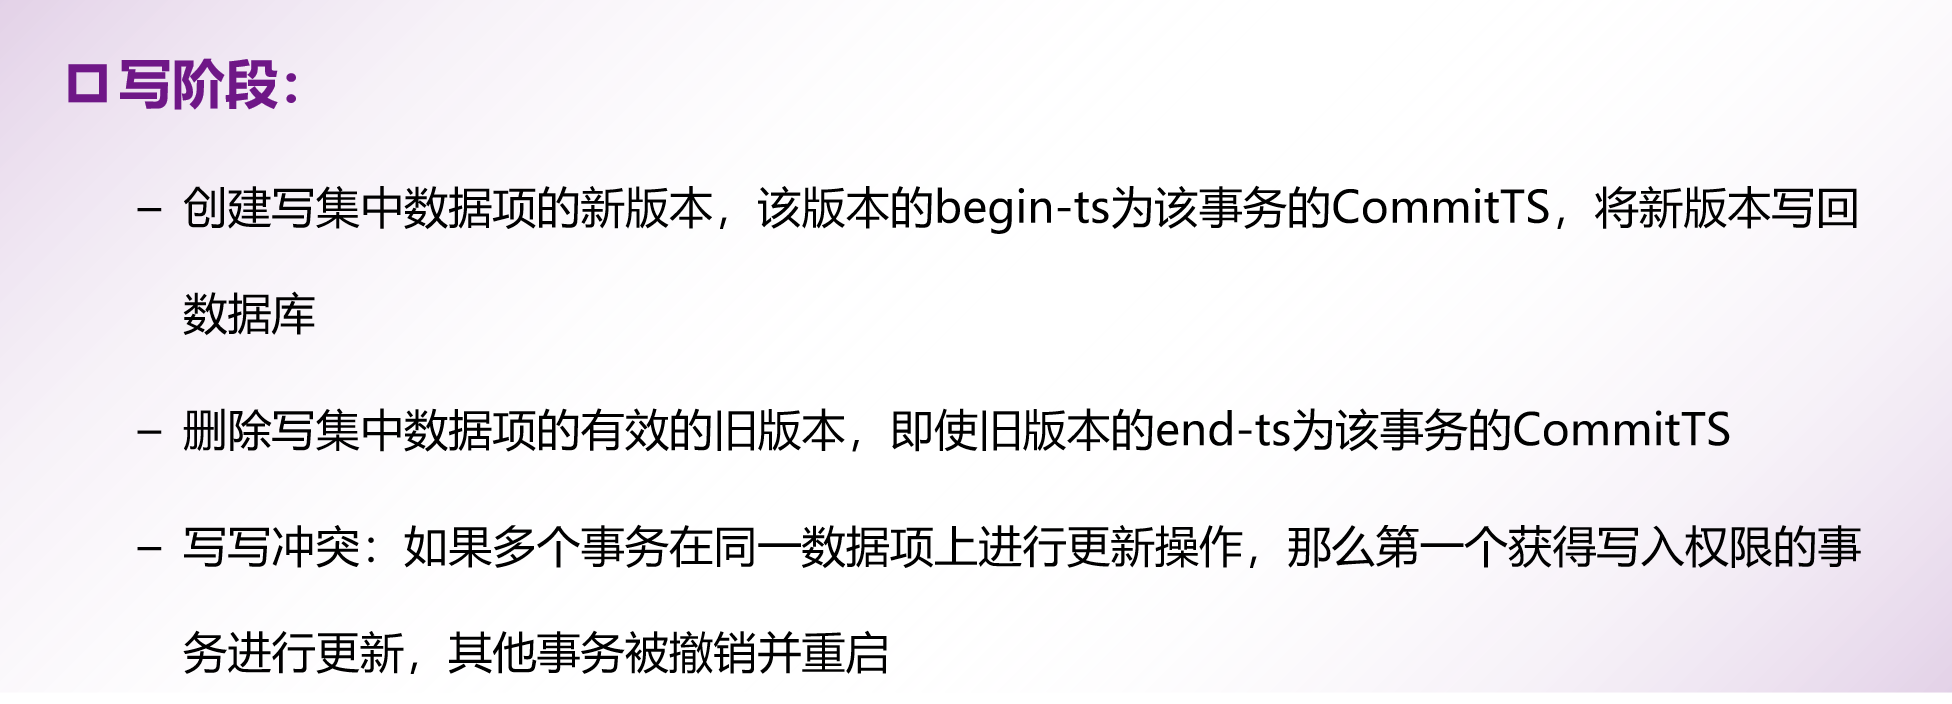 写阶段：
– 创建写集中数据项的新版本，该版本的begin-ts为该事务的CommitTS，将新版本写回
数据库
– 删除写集中数据项的有效的旧版本，即使旧版本的end-ts为该事务的CommitTS
– 写写冲突：如果多个事务在同一数据项上进行更新操作，那么第一个获得写入权限的事
务进行更新，其他事务被撤销并重启